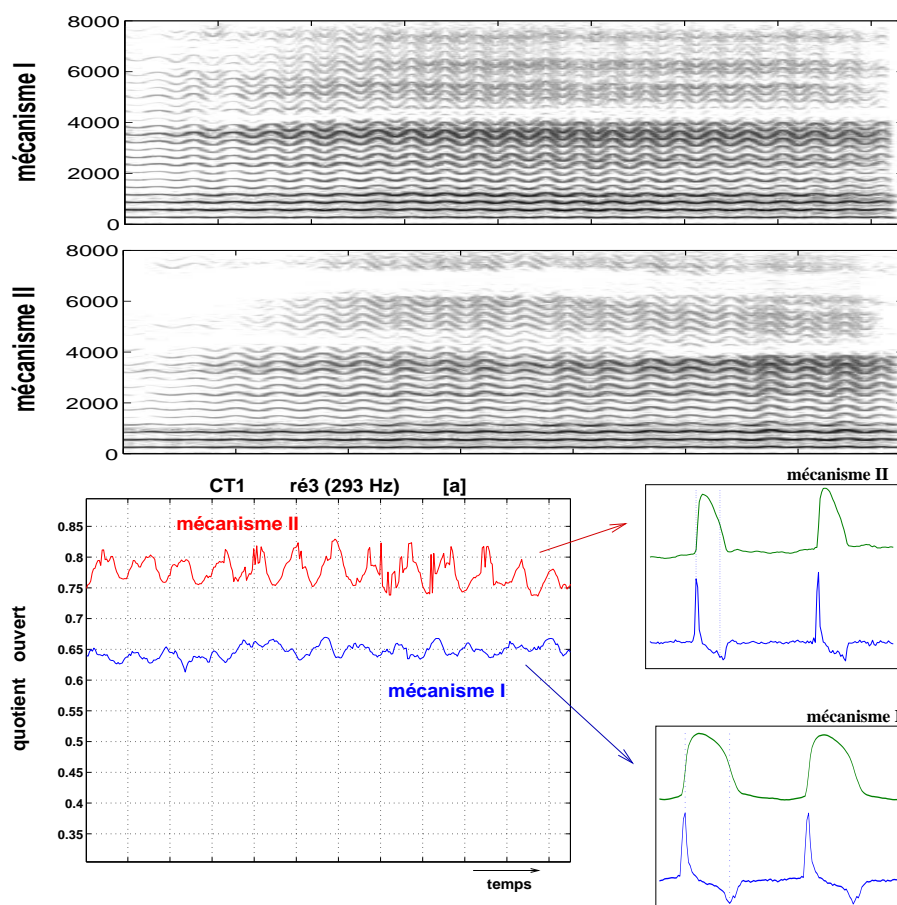 8000
6000
4000
2000
0
mécanisme I
8000
6000
4000
2000
0
mécanisme II
CT1 ré3 (293 Hz) [a]
0.85
0.8
0.75
0.7
0.65
0.6
0.55
0.5
0.45
0.4
0.35
quotient ouvert
mécanisme II
mécanisme I
temps
mécanisme II
mécanisme I